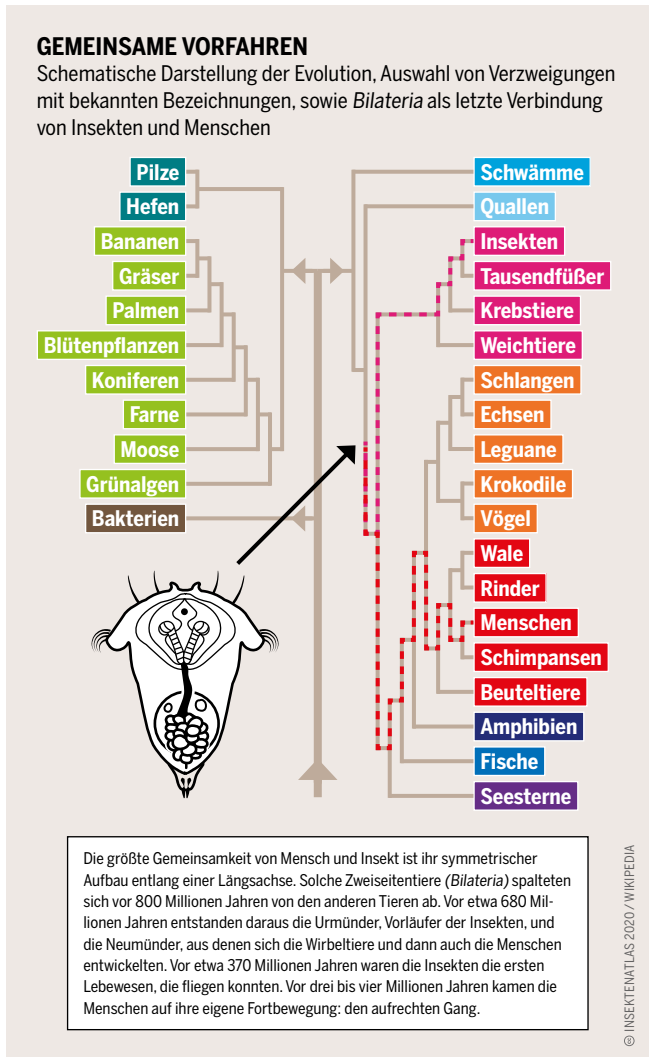 GEMEINSAME VORFAHREN
Schematische Darstellung der Evolution, Auswahl von Verzweigungen
mit bekannten Bezeichnungen, sowie Bilateria als letzte Verbindung
von Insekten und Menschen
Pilze
Hefen
Bananen
Gräser
Palmen
Blütenpflanzen
Koniferen
Farne
Moose
Grünalgen
Bakterien
Schwämme
Quallen
Insekten
Tausendfüßer
Krebstiere
Weichtiere
Schlangen
Echsen
Leguane
Krokodile
Vögel
Wale
Rinder
Menschen
Schimpansen
Beuteltiere
Amphibien
Fische
Seesterne
Die größte Gemeinsamkeit von Mensch und Insekt ist ihr symmetrischer
Aufbau entlang einer Längsachse. Solche Zweiseitentiere (Bilateria) spalteten
sich vor 800 Millionen Jahren von den anderen Tieren ab. Vor etwa 680 Mil-
lionen Jahren entstanden daraus die Urmünder, Vorläufer der Insekten, und
die Neumünder, aus denen sich die Wirbeltiere und dann auch die Menschen
entwickelten. Vor etwa 370 Millionen Jahren waren die Insekten die ersten
Lebewesen, die fliegen konnten. Vor drei bis vier Millionen Jahren kamen die
Menschen auf ihre eigene Fortbewegung: den aufrechten Gang.
INSEKTENATLAS 2020 / WIKIPEDIA